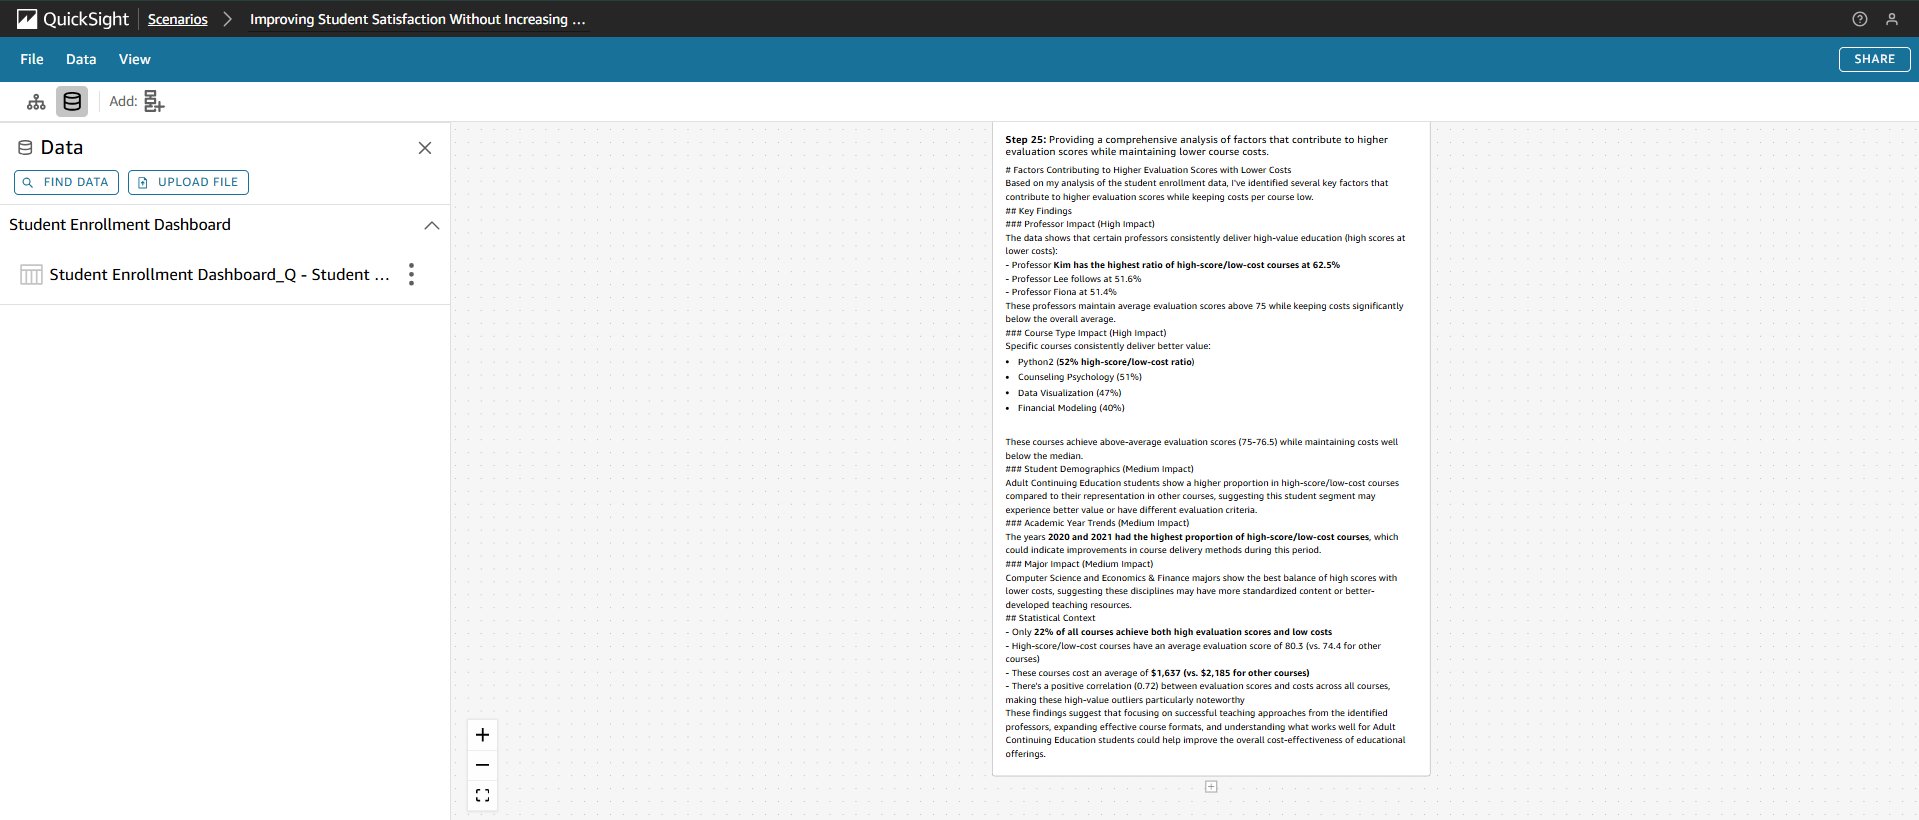 QuickSight
Scenarios
Improving Student Satisfaction Without Increasing ...
File
Data
View
SHARE
Add:
Data
FIND DATA
UPLOAD FILE
Student Enrollment Dashboard
Student Enrollment Dashboard_Q - Student ...
Step 25: Providing a comprehensive analysis of factors that contribute to higher
evaluation scores while maintaining lower course costs.
# Factors Contributing to Higher Evaluation Scores with Lower Costs
Based on my analysis of the student enrollment data, I've identified several key factors that
contribute to higher evaluation scores while keeping costs per course low.
## Key Findings
### Professor Impact (High Impact)
The data shows that certain professors consistently deliver high-value education (high scores at
lower costs):
- Professor Kim has the highest ratio of high-score/low-cost courses at 62.5%
- Professor Lee follows at 51.6%
- Professor Fiona at 51.4%
These professors maintain average evaluation scores above 75 while keeping costs significantly
below the overall average.
### Course Type Impact (High Impact)
Specific courses consistently deliver better value:
• Python2 (52% high-score/low-cost ratio)
• Counseling Psychology (51%)
• Data Visualization (47%)
• Financial Modeling (40%)
These courses achieve above-average evaluation scores (75-76.5) while maintaining costs well
below the median.
### Student Demographics (Medium Impact)
Adult Continuing Education students show a higher proportion in high-score/low-cost courses
compared to their representation in other courses, suggesting this student segment may
experience better value or have different evaluation criteria.
### Academic Year Trends (Medium Impact)
The years 2020 and 2021 had the highest proportion of high-score/low-cost courses, which
could indicate improvements in course delivery methods during this period.
### Major Impact (Medium Impact)
Computer Science and Economics & Finance majors show the best balance of high scores with
lower costs, suggesting these disciplines may have more standardized content or better-
developed teaching resources.
## Statistical Context
- Only 22% of all courses achieve both high evaluation scores and low costs
- High-score/low-cost courses have an average evaluation score of 80.3 (vs. 74.4 for other
courses)
- These courses cost an average of $1,637 (vs. $2,185 for other courses)
- There's a positive correlation (0.72) between evaluation scores and costs across all courses,
making these high-value outliers particularly noteworthy
These findings suggest that focusing on successful teaching approaches from the identified
professors, expanding effective course formats, and understanding what works well for Adult
Continuing Education students could help improve the overall cost-effectiveness of educational
offerings.